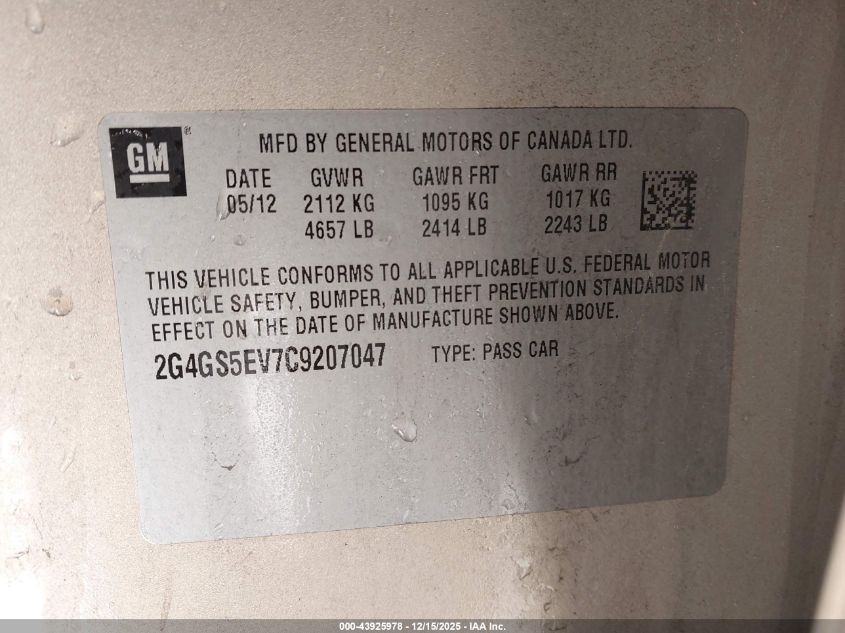 GM®
MFD BY GENERAL MOTORS OF CANADA LTD.
DATE GVWR GAWR FRT GAWR RR
05/12 2112 KG 1095 KG 1017 KG
4657 LB 2414 LB 2243 LB
THIS VEHICLE CONFORMS TO ALL APPLICABLE U.S. FEDERAL MOTOR
VEHICLE SAFETY, BUMPER, AND THEFT PREVENTION STANDARDS IN
EFFECT ON THE DATE OF MANUFACTURE SHOWN ABOVE.
2G4GS5EV7C9207047 TYPE: PASS CAR
000-43925978 - 12/15/2025 - IAA Inc.